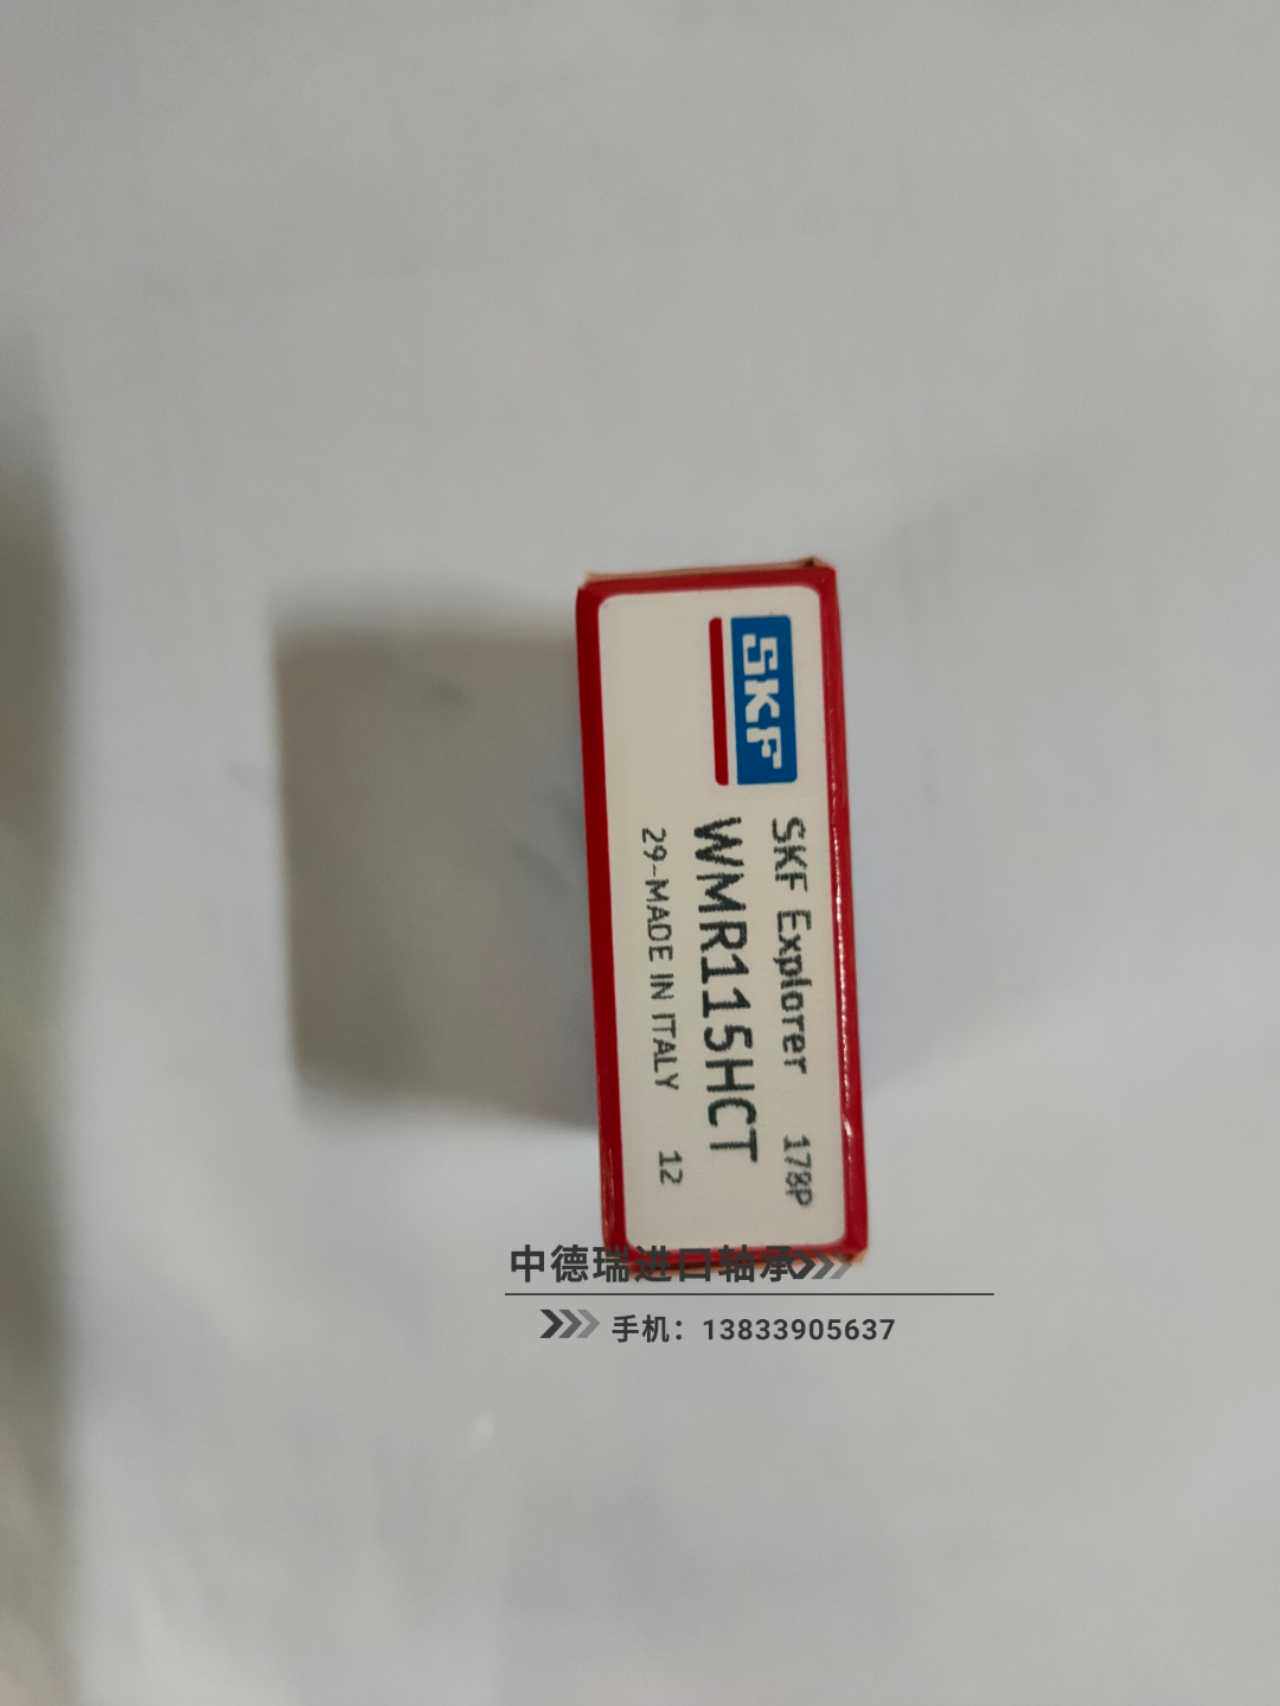 SKF
SKF Explorer 178P
WMR115HCT
29-MADE IN ITALY 12
中德瑞进口轴承
手机：13833905637